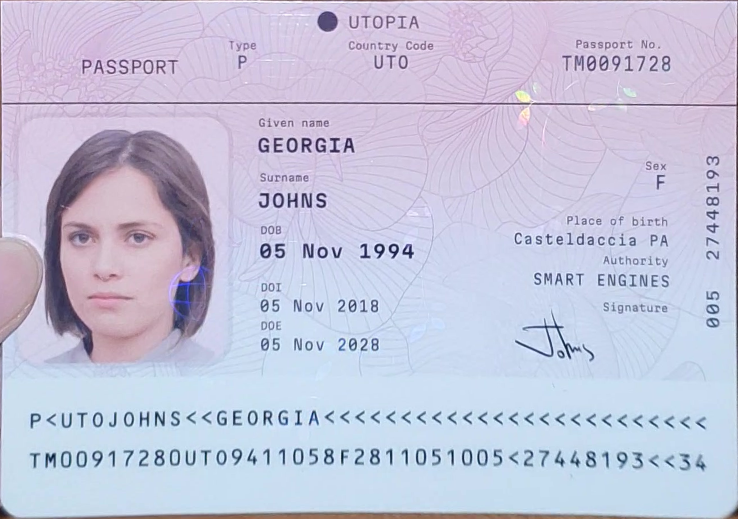 UTOPIA
PASSPORT
Type
P
Country Code
UTO
Passport No.
TM0091728
Given name
GEORGIA
Surname
JOHNS
DOB
05 Nov 1994
DOI
05 Nov 2018
DOE
05 Nov 2028
Sex
F
Place of birth
Casteldaccia PA
Authority
SMART ENGINES
Signature
Johns
005 27448193
P<UTOJOHNS<<GEORGIA<<<<<<<<<<<<<<<<<<<<<<<<<
TM00917280UTO9411058F2811051005<27448193<<34